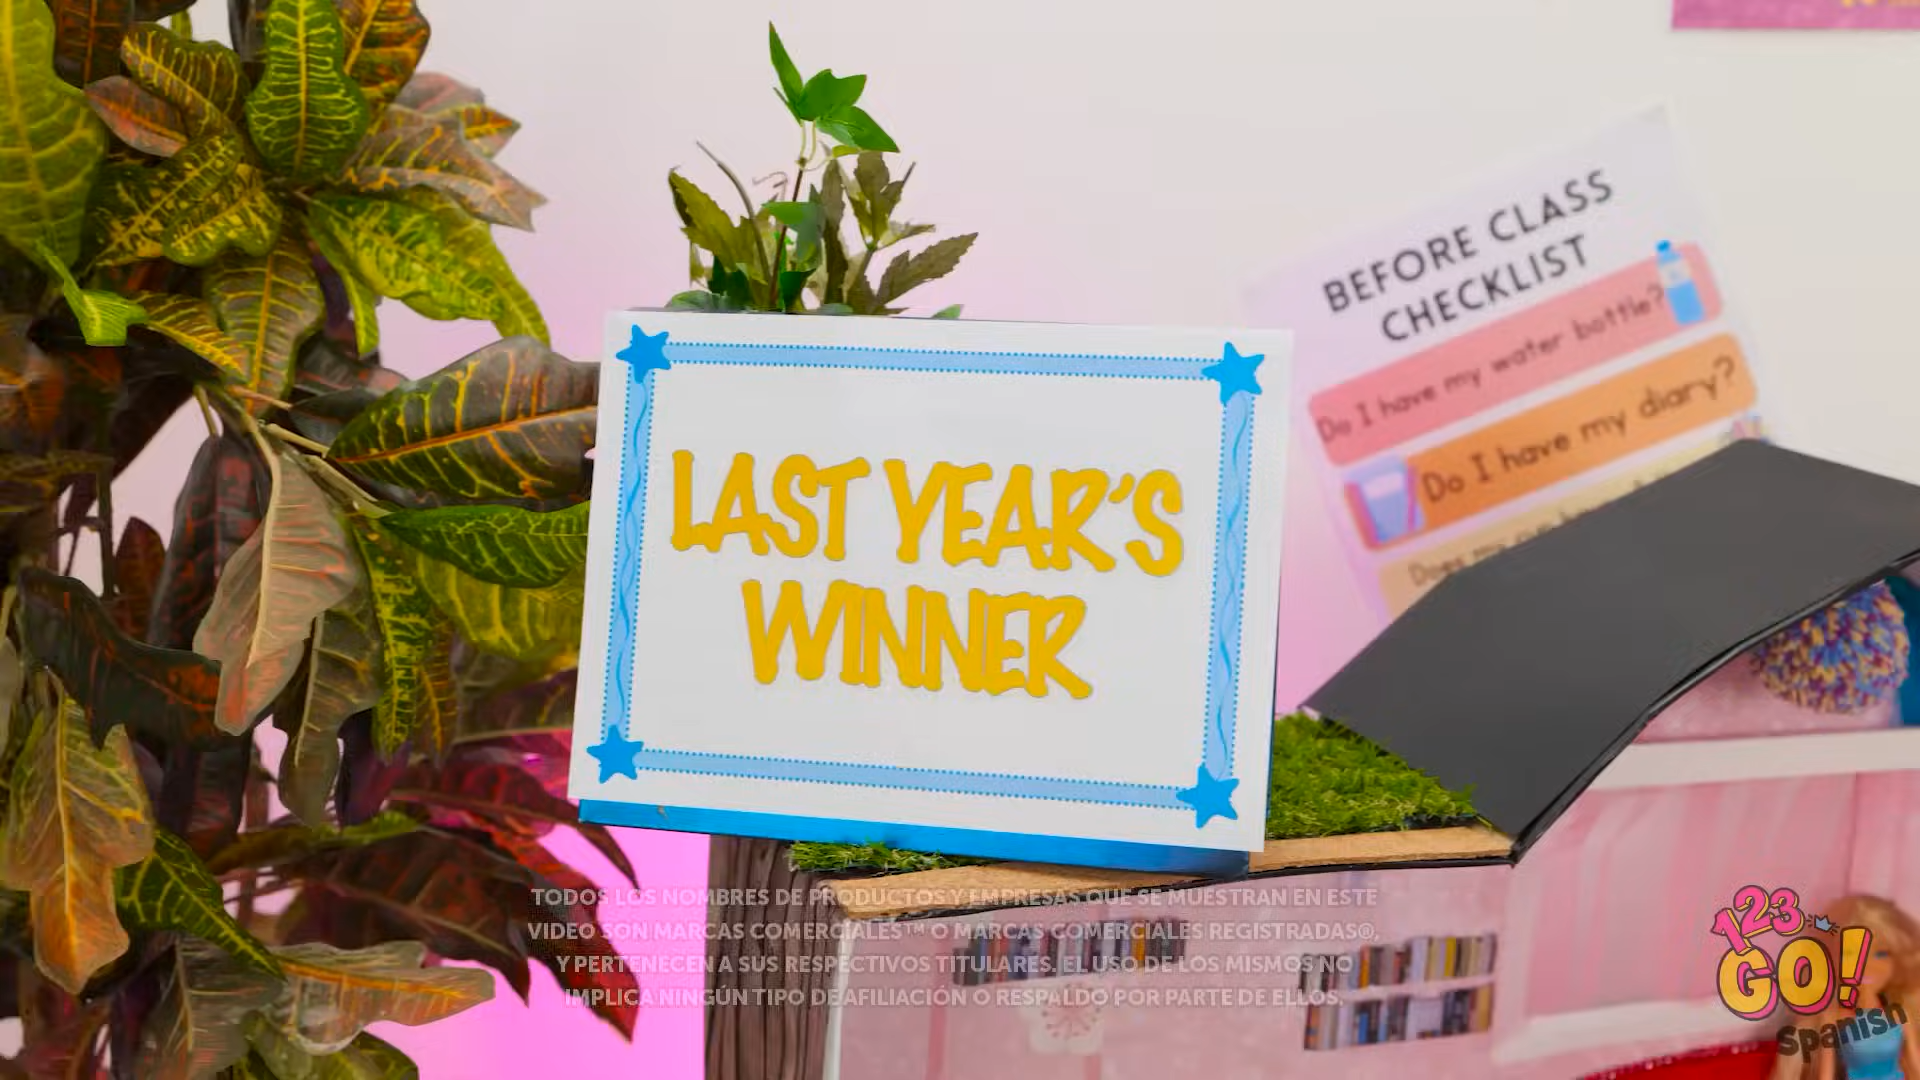 BEFORE CLASS
CHECKLIST
Do I have my water bottle?
Do I have my diary?
LAST YEAR'S
WINNER
TODOS LOS NOMBRES DE PRODUCTOS Y EMPRESAS QUE SE MUESTRAN EN ESTE
VIDEO SON MARCAS COMERCIALES™ O MARCAS COMERCIALES REGISTRADAS®,
Y PERTENECEN A SUS RESPECTIVOS TITULARES. EL USO DE LOS MISMOS NO
IMPLICA NINGÚN TIPO DE AFILIACIÓN O RESPALDO POR PARTE DE ELLOS.
123
GO!
Spanish